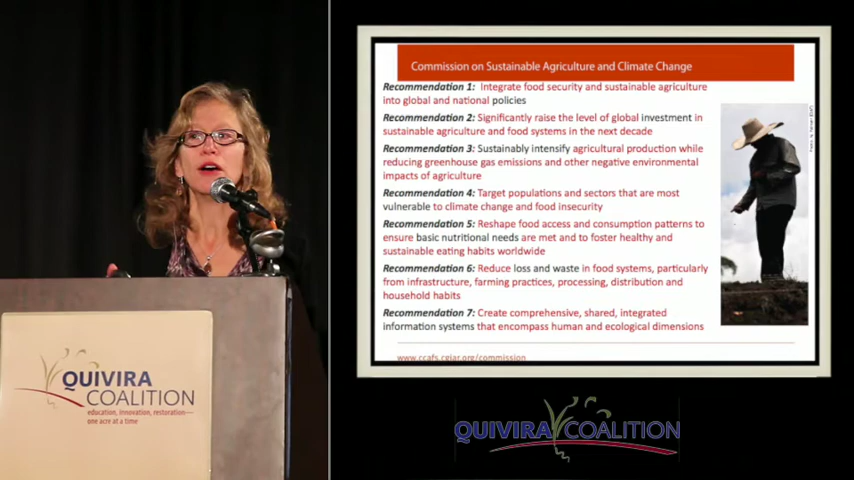 Commission on Sustainable Agriculture and Climate Change
Recommendation 1: Integrate food security and sustainable agriculture
into global and national policies
Recommendation 2: Significantly raise the level of global investment in
sustainable agriculture and food systems in the next decade
Recommendation 3: Sustainably intensify agricultural production while
reducing greenhouse gas emissions and other negative environmental
impacts of agriculture
Recommendation 4: Target populations and sectors that are most
vulnerable to climate change and food insecurity
Recommendation 5: Reshape food access and consumption patterns to
ensure basic nutritional needs are met and to foster healthy and
sustainable eating habits worldwide
Recommendation 6: Reduce loss and waste in food systems, particularly
from infrastructure, farming practices, processing, distribution and
household habits
Recommendation 7: Create comprehensive, shared, integrated
information systems that encompass human and ecological dimensions
www.ccafs.cgiar.org/commission
QUIVIRA
COALITION
education, innovation, restoration—
one acre at a time
QUIVIRA COALITION